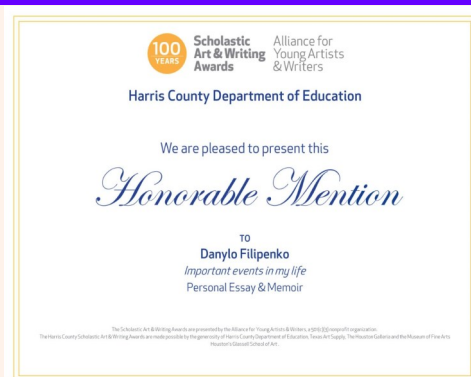 100
YEARS
Scholastic
Art & Writing
Awards
Alliance for
Young Artists
& Writers
Harris County Department of Education
We are pleased to present this
Honorable Mention
TO
Danylo Filipenko
Important events in my life
Personal Essay & Memoir
The Scholastic Art & Writing Awards are presented by the Alliance for Young Artists & Writers, a 501(c)(3) nonprofit organization.
The Harris County Scholastic Art & Writing Awards are made possible by the generosity of Harris County Department of Education, Texas Art Supply, The Houston Galleria and the Museum of Fine Arts
Houston's Glassell School of Art.